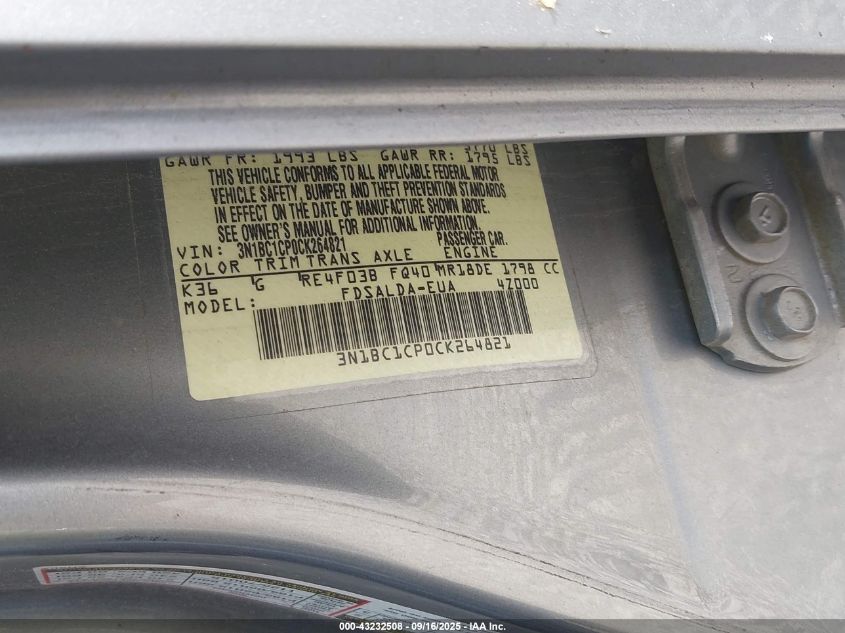 GAWR FR: 1993 LBS GAWR RR: 1795 LBS
THIS VEHICLE CONFORMS TO ALL APPLICABLE FEDERAL MOTOR
VEHICLE SAFETY, BUMPER AND THEFT PREVENTION STANDARDS
IN EFFECT ON THE DATE OF MANUFACTURE SHOWN ABOVE.
SEE OWNER'S MANUAL FOR ADDITIONAL INFORMATION.
VIN: 3N1BC1CP0CK264821 PASSENGER CAR.
COLOR TRIM TRANS AXLE ENGINE
K36 G RE4F03B FQ40 MR18DE 1798 CC
MODEL: FDSALDA-EUA 4Z000
3N1BC1CP0CK264821
000-43232508 - 09/16/2025 - IAA Inc.